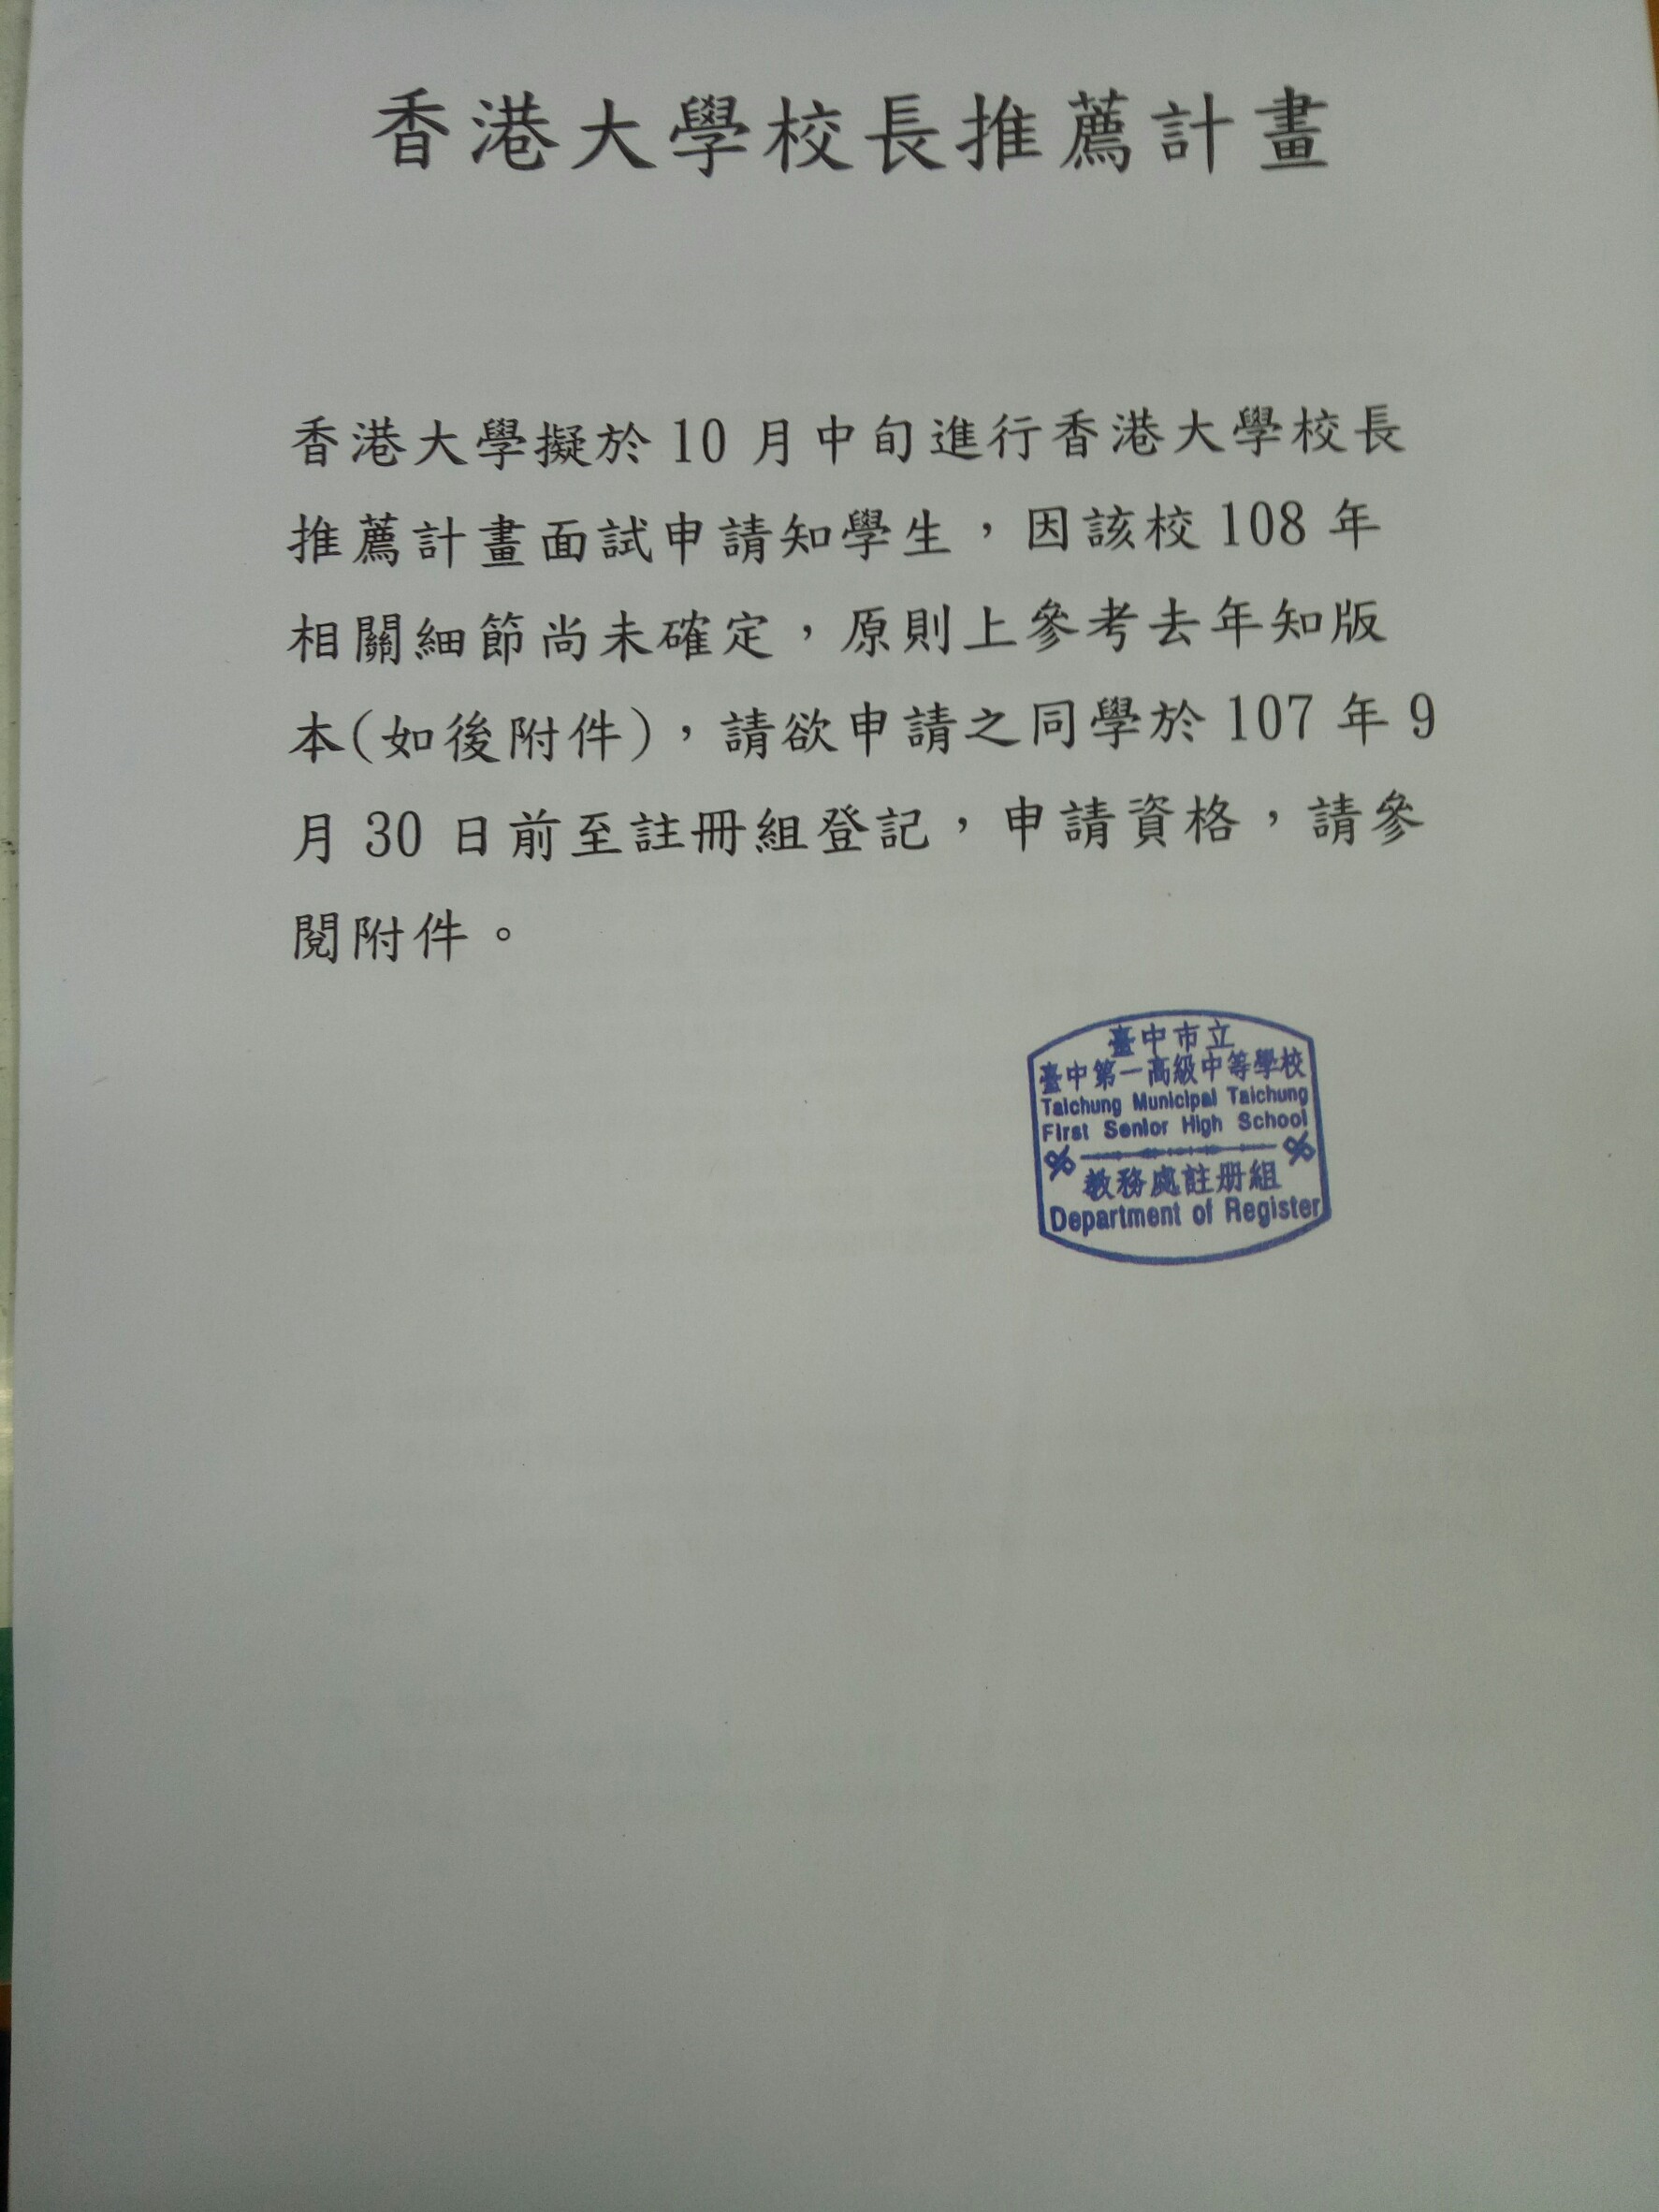 香港大學校長推薦計畫
香港大學擬於 10 月中旬進行香港大學校長
推薦計畫面試申請知學生，因該校 108 年
相關細節尚未確定，原則上參考去年知版
本(如後附件)，請欲申請之同學於 107 年 9
月 30 日前至註冊組登記，申請資格，請參
閱附件。
臺中市立
臺中第一高級中等學校
Taichung Municipal Taichung
First Senior High School
教務處註册組
Department of Register